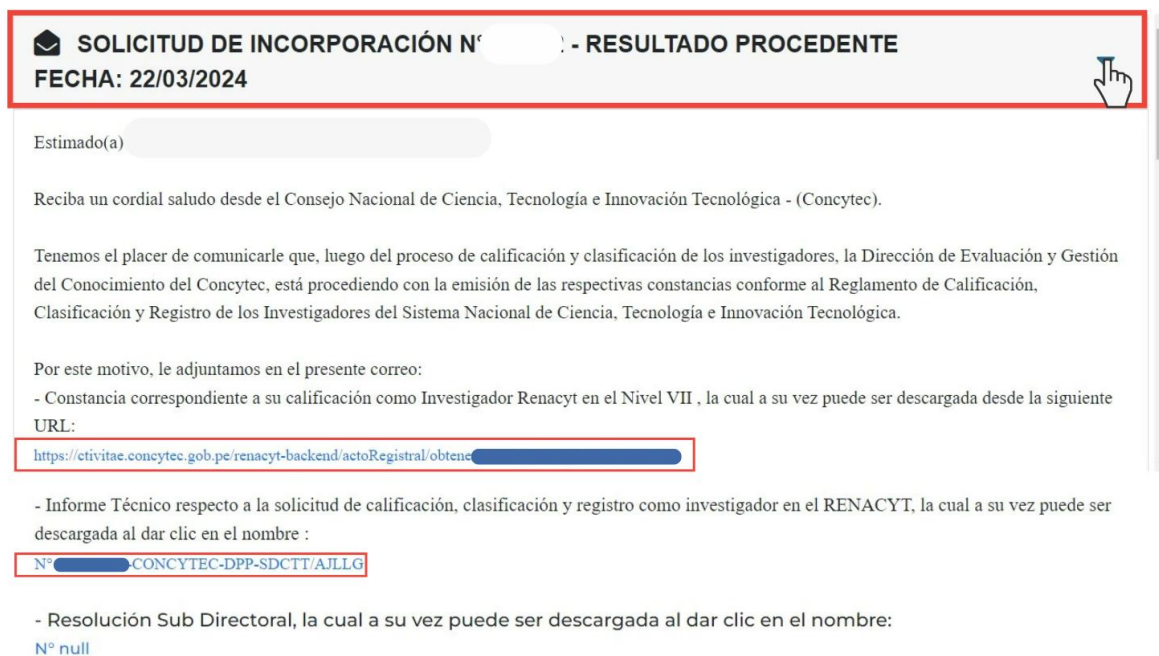 SOLICITUD DE INCORPORACIÓN N° - RESULTADO PROCEDENTE
FECHA: 22/03/2024
Estimado(a)
Reciba un cordial saludo desde el Consejo Nacional de Ciencia, Tecnología e Innovación Tecnológica - (Concytec).
Tenemos el placer de comunicarle que, luego del proceso de calificación y clasificación de los investigadores, la Dirección de Evaluación y Gestión
del Conocimiento del Concytec, está procediendo con la emisión de las respectivas constancias conforme al Reglamento de Calificación,
Clasificación y Registro de los Investigadores del Sistema Nacional de Ciencia, Tecnología e Innovación Tecnológica.
Por este motivo, le adjuntamos en el presente correo:
- Constancia correspondiente a su calificación como Investigador Renacyt en el Nivel VII , la cual a su vez puede ser descargada desde la siguiente
URL:
https://ctivitae.concytec.gob.pe/renacyt-backend/actoRegistral/obtene
- Informe Técnico respecto a la solicitud de calificación, clasificación y registro como investigador en el RENACYT, la cual a su vez puede ser
descargada al dar clic en el nombre :
N° -CONCYTEC-DPP-SDCTT/AJLLG
- Resolución Sub Directoral, la cual a su vez puede ser descargada al dar clic en el nombre:
N° null